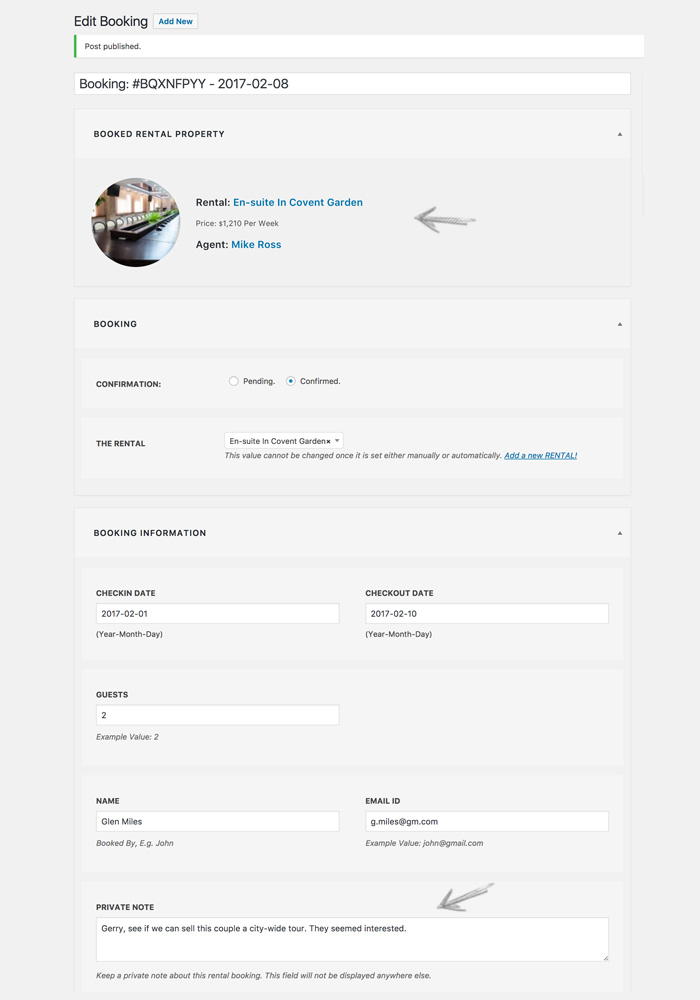 Edit Booking Add New
Post published.
Booking: #BQXNFPYY - 2017-02-08
BOOKED RENTAL PROPERTY
Rental: En-suite In Covent Garden
Price: $1,210 Per Week
Agent: Mike Ross
BOOKING
CONFIRMATION: Pending. Confirmed.
THE RENTAL En-suite In Covent Garden×
This value cannot be changed once it is set either manually or automatically. Add a new RENTAL!
BOOKING INFORMATION
CHECKIN DATE CHECKOUT DATE
2017-02-01 2017-02-10
(Year-Month-Day) (Year-Month-Day)
GUESTS
2
Example Value: 2
NAME EMAIL ID
Glen Miles g.miles@gm.com
Booked By, E.g. John Example Value: john@gmail.com
PRIVATE NOTE
Gerry, see if we can sell this couple a city-wide tour. They seemed interested.
Keep a private note about this rental booking. This field will not be displayed anywhere else.